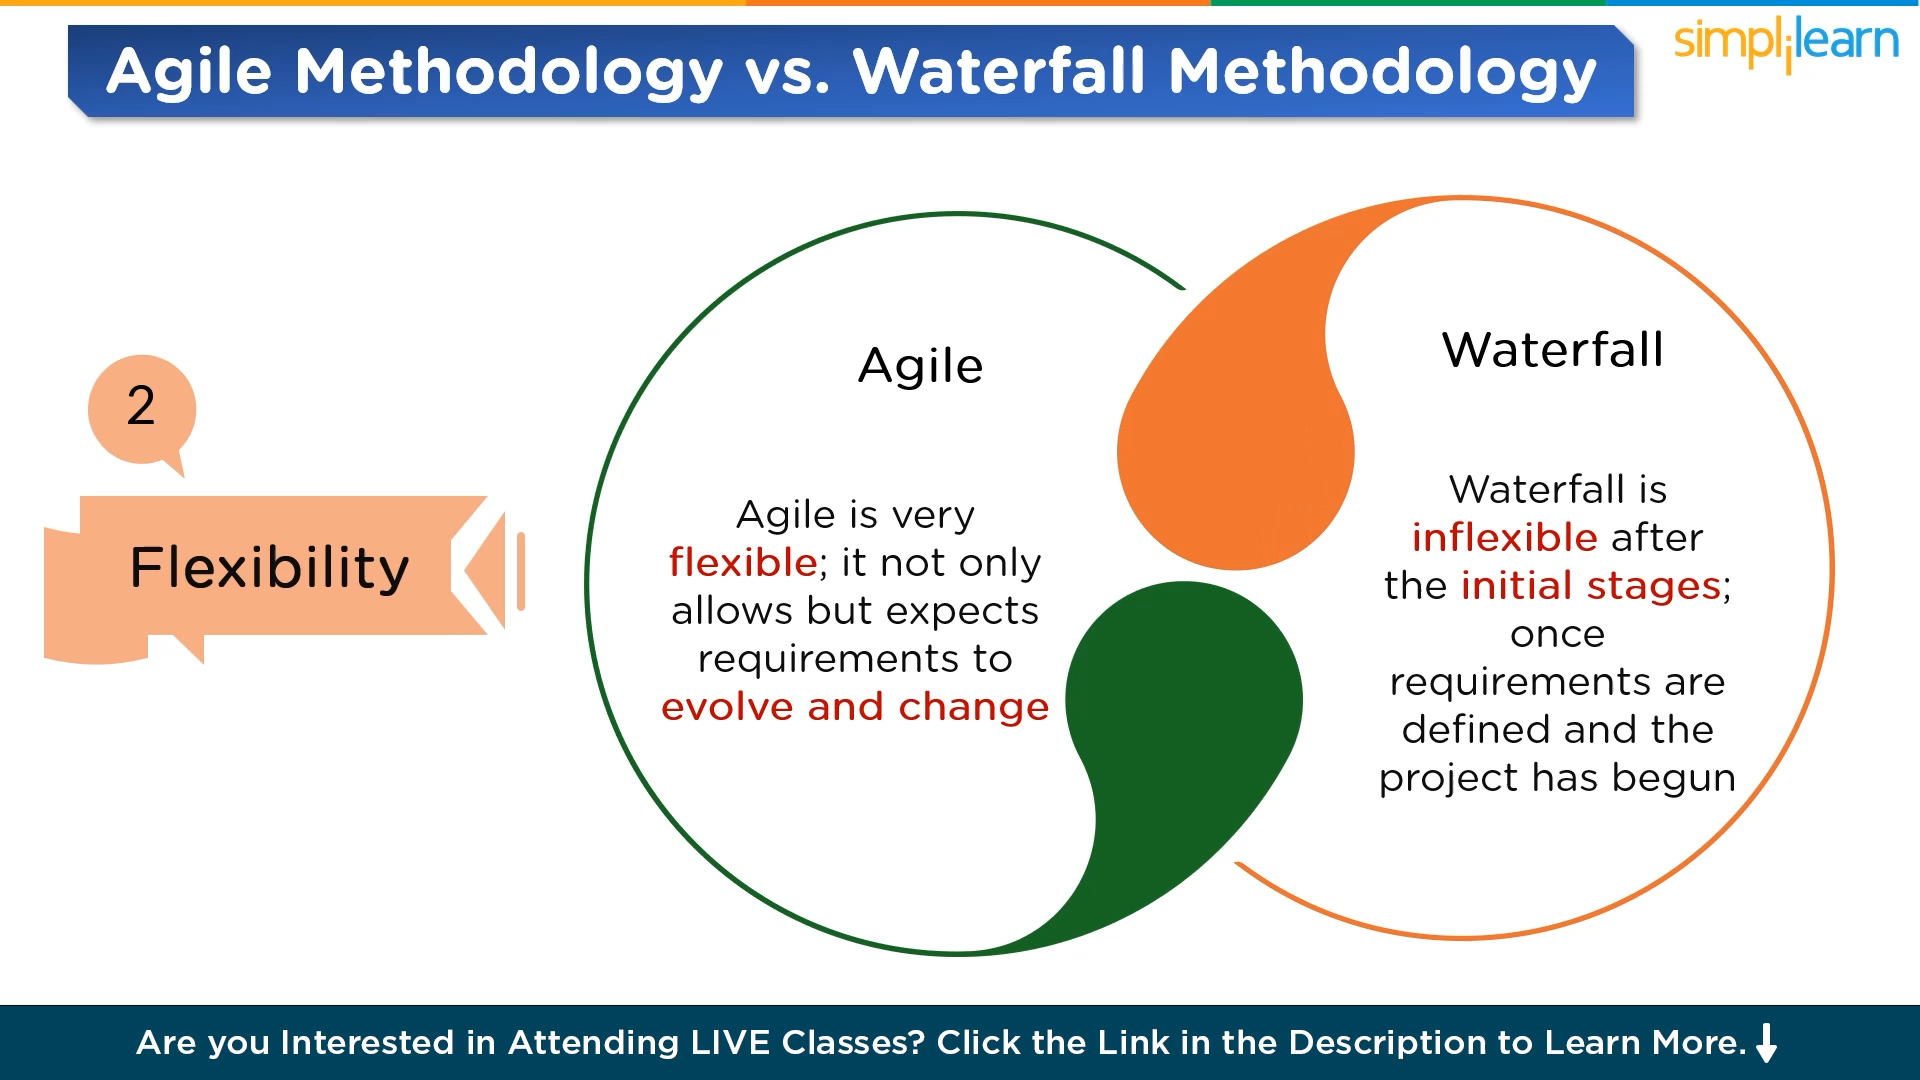 Agile Methodology vs. Waterfall Methodology
simplilearn
2
Flexibility
Agile
Agile is very
flexible; it not only
allows but expects
requirements to
evolve and change
Waterfall
Waterfall is
inflexible after
the initial stages;
once
requirements are
defined and the
project has begun
Are you Interested in Attending LIVE Classes? Click the Link in the Description to Learn More.